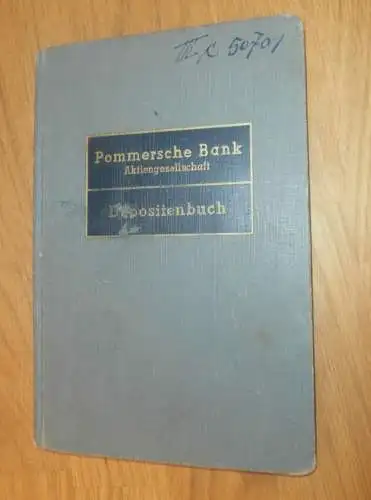 III c 50701
Pommersche Bank
Aktiengesellschaft
Depositenbuch